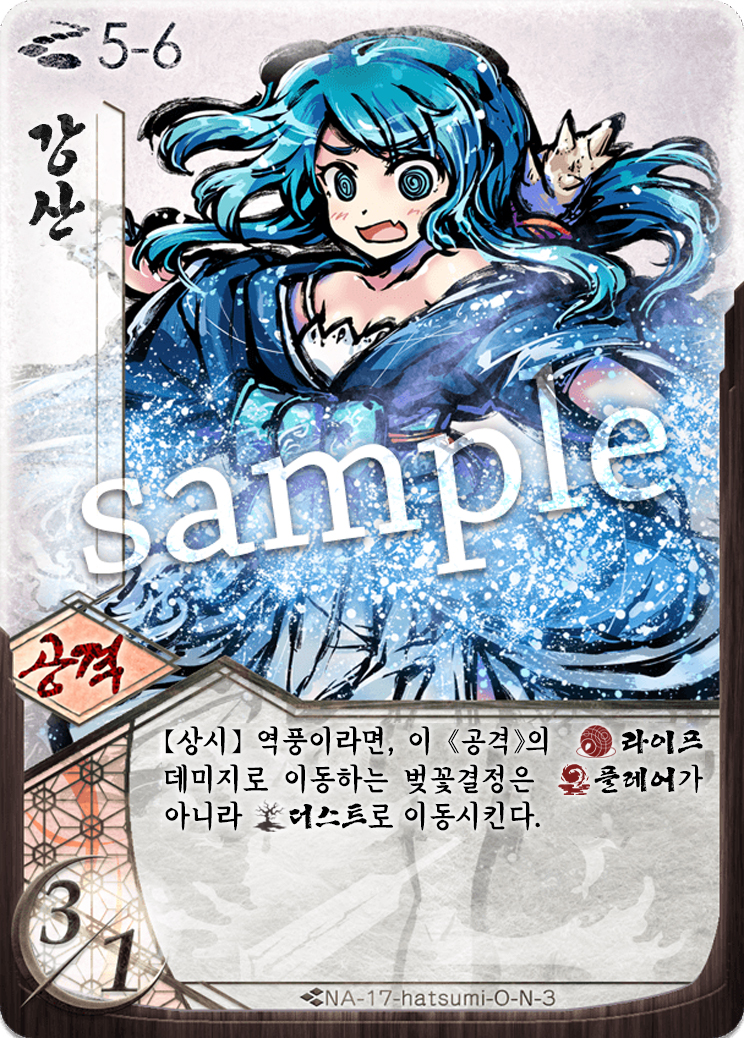 5-6
강산
sample
공격
【상시】 역풍이라면, 이 《공격》의 라이프
데미지로 이동하는 벚꽃결정은 플레어가
아니라 더스트로 이동시킨다.
3/1
NA-17-hatsumi-O-N-3